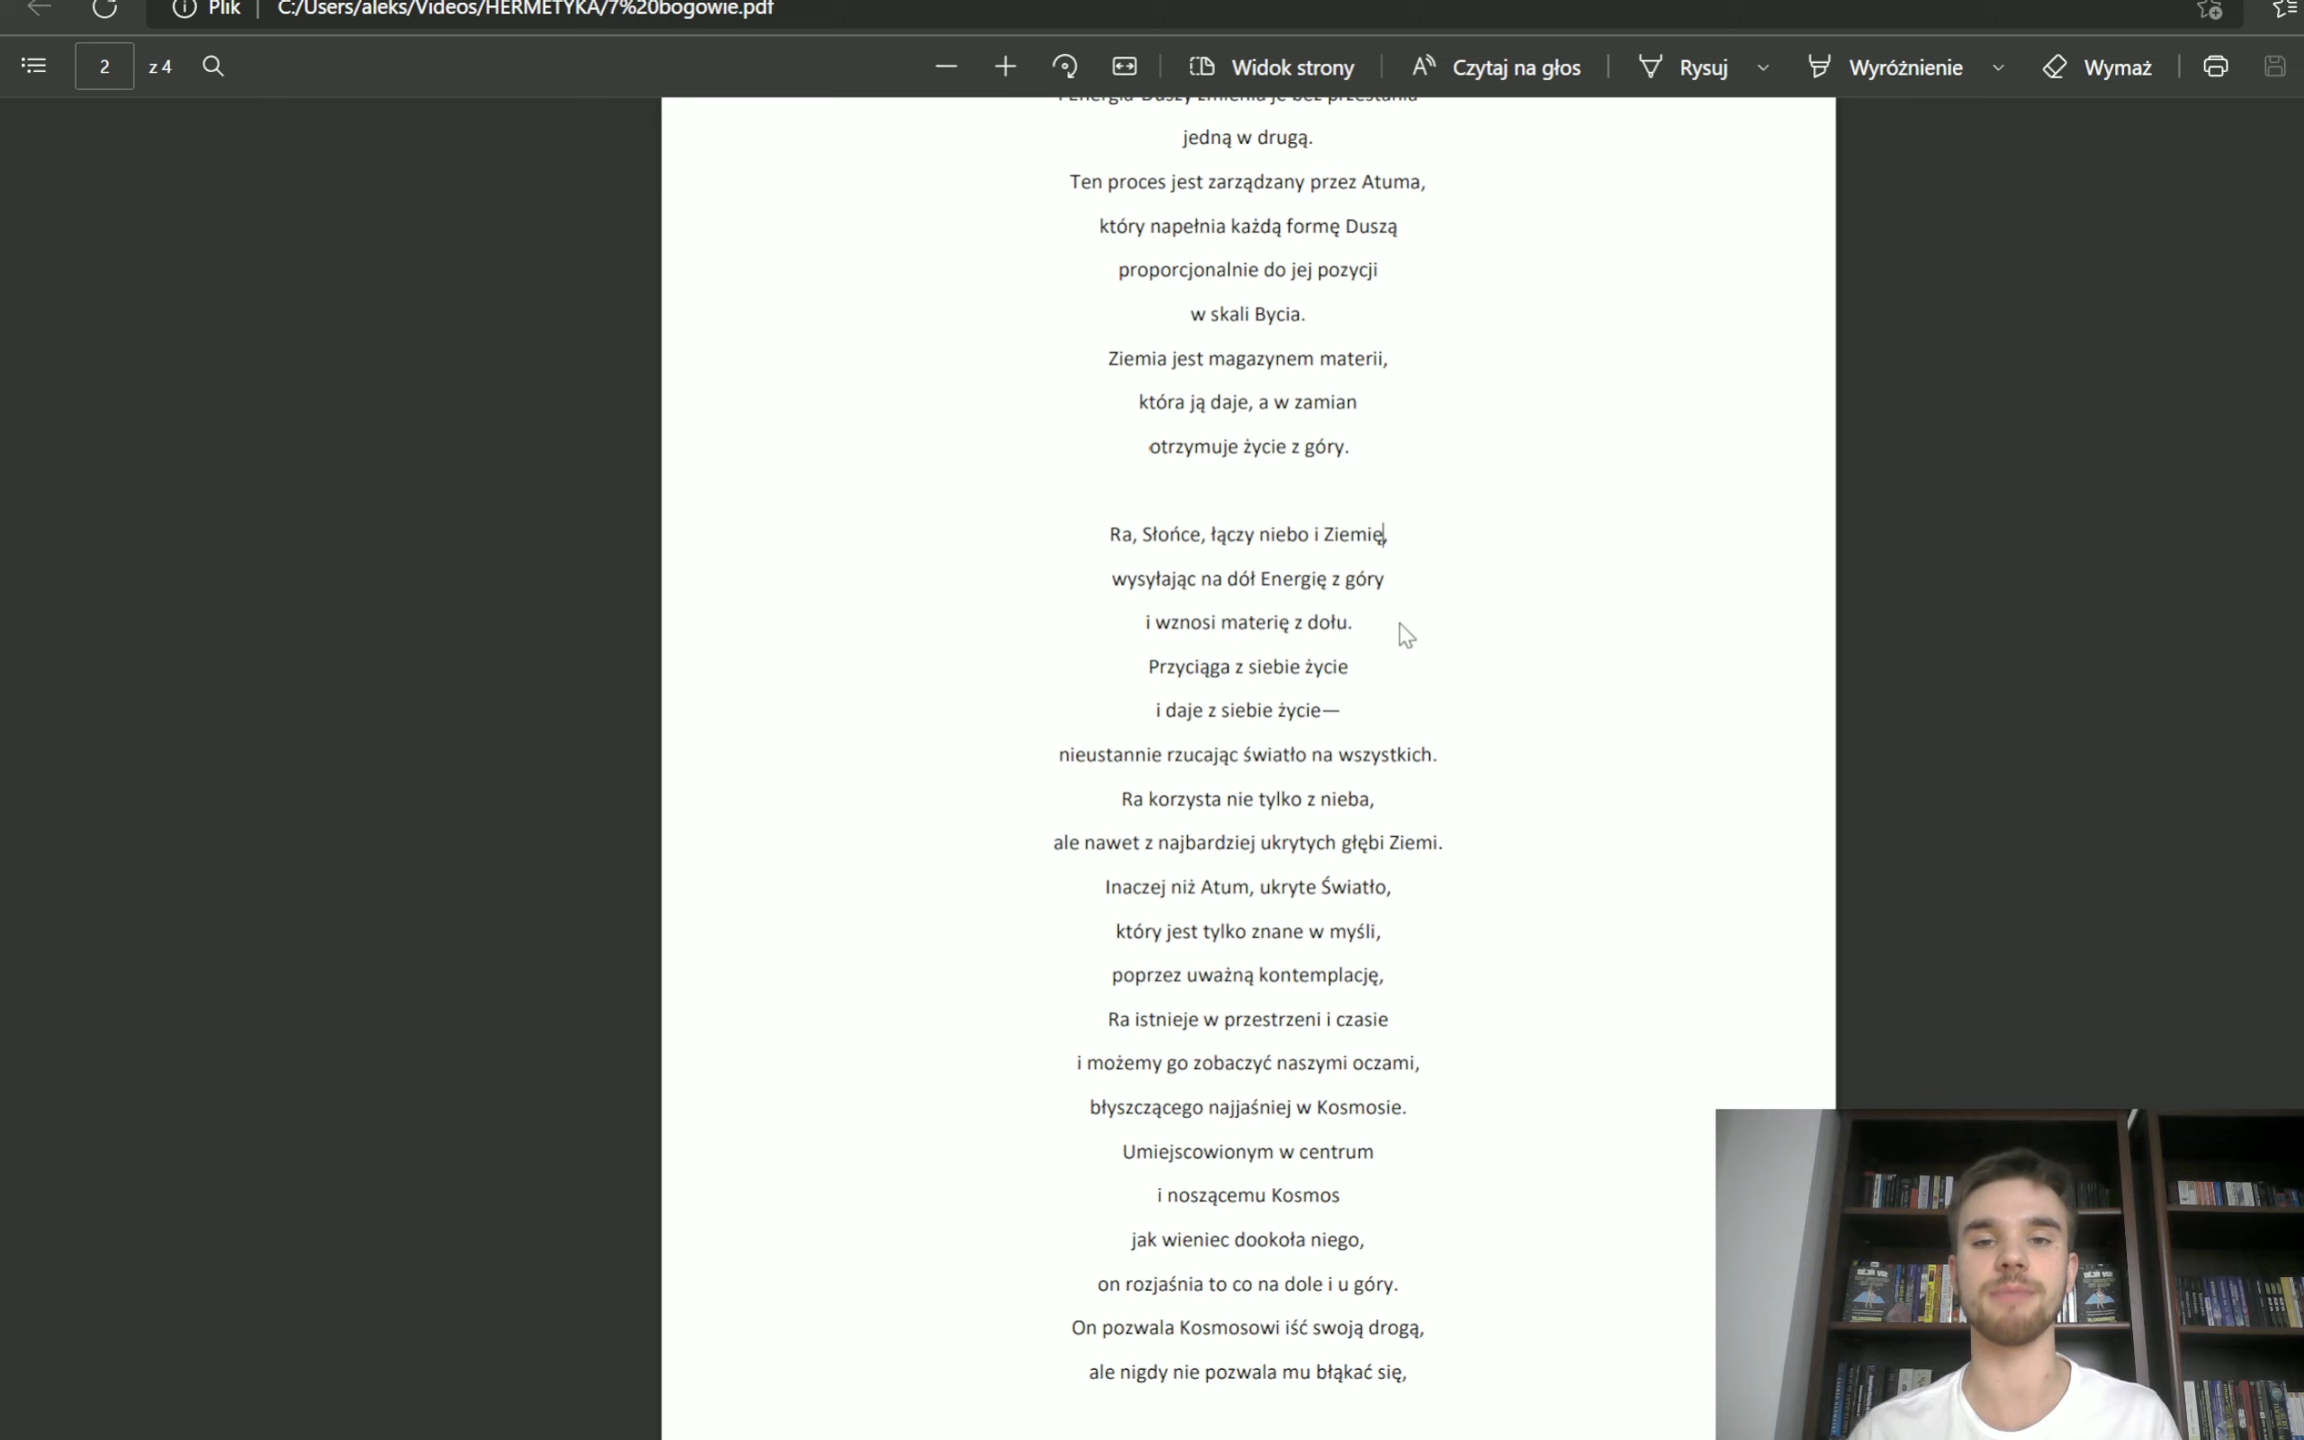 Plik
C:/Users/aleks/Videos/HERMETYKA/7%20bogowie.pdf
2 z 4
Widok strony
Czytaj na głos
Rysuj
Wyróżnienie
Wymaż
i Energia-Duszy zmienia je bez przestania
jedną w drugą.
Ten proces jest zarządzany przez Atuma,
który napełnia każdą formę Duszą
proporcjonalnie do jej pozycji
w skali Bycia.
Ziemia jest magazynem materii,
która ją daje, a w zamian
otrzymuje życie z góry.
Ra, Słońce, łączy niebo i Ziemię,
wysyłając na dół Energię z góry
i wznosi materię z dołu.
Przyciąga z siebie życie
i daje z siebie życie—
nieustannie rzucając światło na wszystkich.
Ra korzysta nie tylko z nieba,
ale nawet z najbardziej ukrytych głębi Ziemi.
Inaczej niż Atum, ukryte Światło,
który jest tylko znane w myśli,
poprzez uważną kontemplację,
Ra istnieje w przestrzeni i czasie
i możemy go zobaczyć naszymi oczami,
błyszczącego najjaśniej w Kosmosie.
Umiejscowionym w centrum
i noszącemu Kosmos
jak wieniec dookoła niego,
on rozjaśnia to co na dole i u góry.
On pozwala Kosmosowi iść swoją drogą,
ale nigdy nie pozwala mu błąkać się,